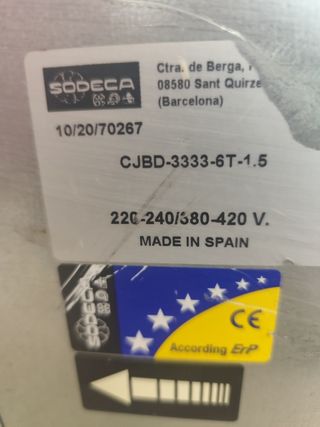 SODECA
Ctra. de Berga,
08580 Sant Quirze
(Barcelona)
10/20/70267
CJBD-3333-6T-1.5
220-240/380-420 V.
MADE IN SPAIN
SODECA
CE
According ErP